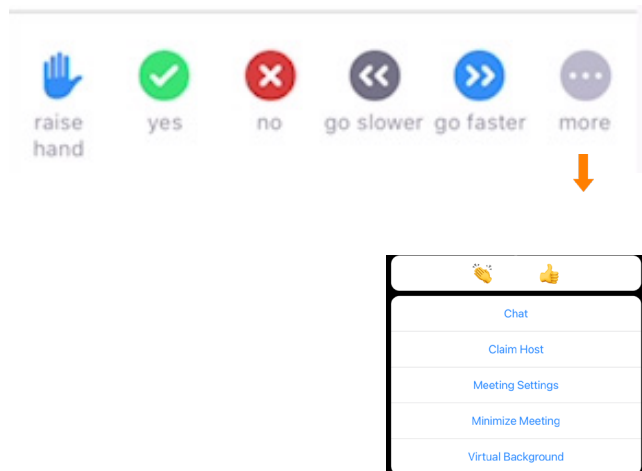 raise hand
yes
no
go slower
go faster
more
Chat
Claim Host
Meeting Settings
Minimize Meeting
Virtual Background